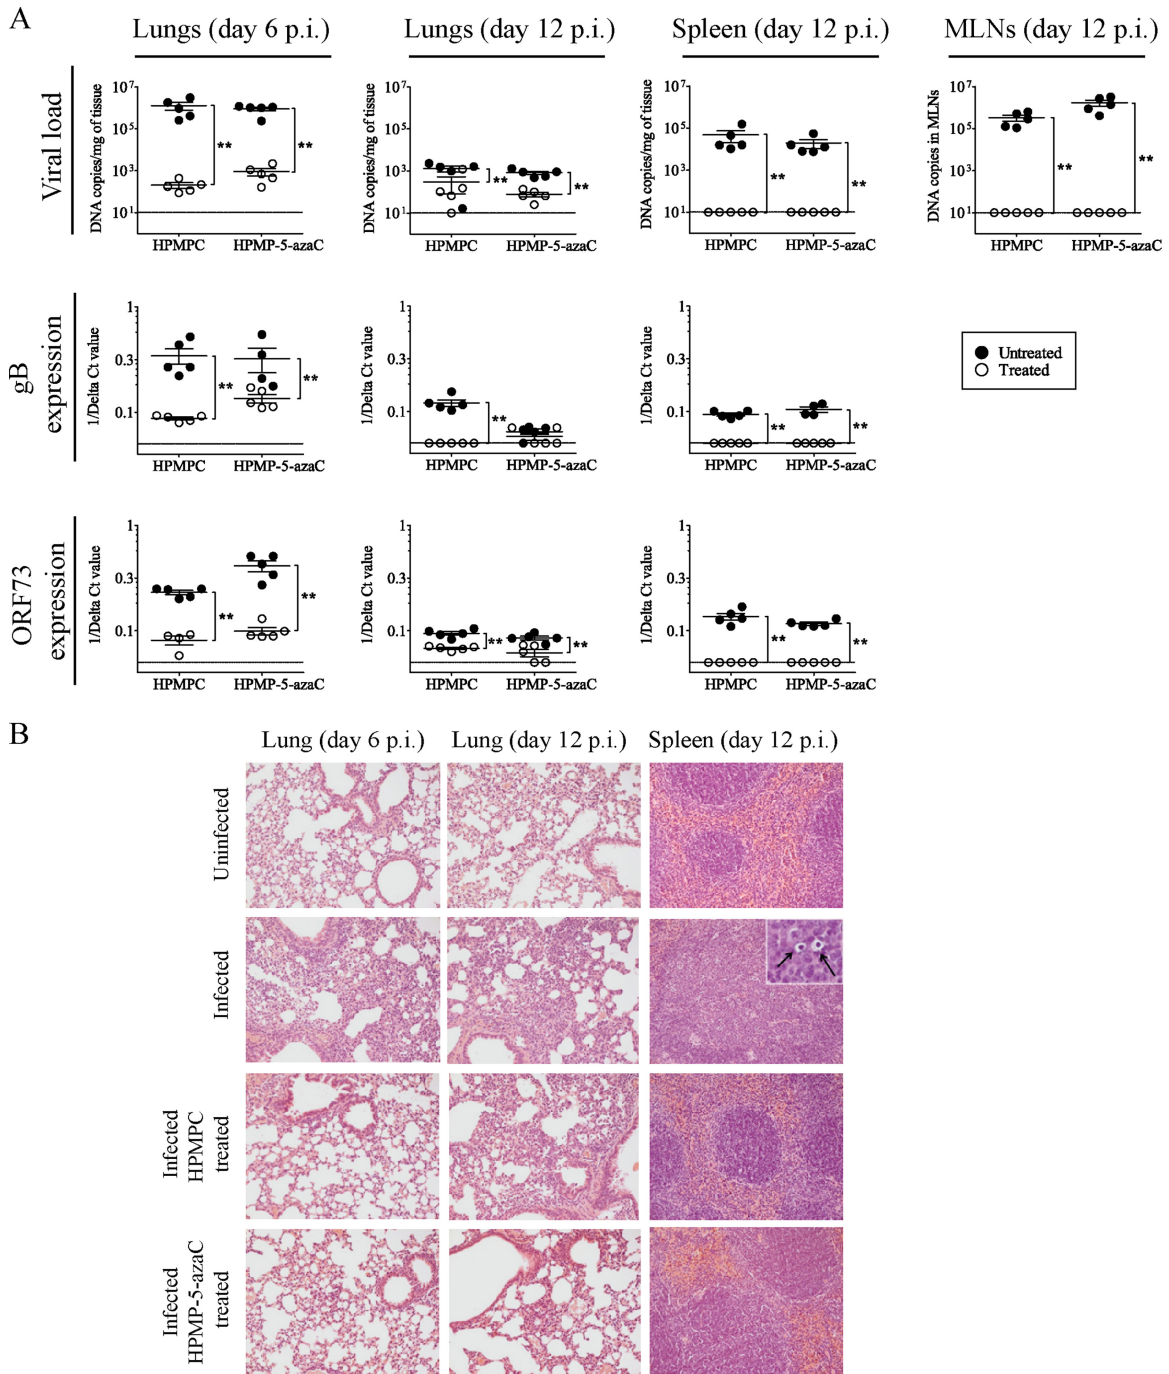 A
Lungs (day 6 p.i.)
Lungs (day 12 p.i.)
Spleen (day 12 p.i.)
MLNs (day 12 p.i.)
Viral load
DNA copies/mg of tissue
10⁷
10⁵
10³
10¹
**
**
HPMPC
HPMP-5-azaC
DNA copies/mg of tissue
10⁷
10⁵
10³
10¹
**
**
HPMPC
HPMP-5-azaC
DNA copies/mg of tissue
10⁷
10⁵
10³
10¹
**
**
HPMPC
HPMP-5-azaC
DNA copies in MLNs
10⁷
10⁵
10³
10¹
**
**
HPMPC
HPMP-5-azaC
gB
expression
1/Delta Ct value
1
0.3
0.1
**
**
HPMPC
HPMP-5-azaC
1/Delta Ct value
1
0.3
0.1
**
HPMPC
HPMP-5-azaC
1/Delta Ct value
1
0.3
0.1
**
**
HPMPC
HPMP-5-azaC
Untreated
Treated
ORF73
expression
1/Delta Ct value
1
0.3
0.1
**
**
HPMPC
HPMP-5-azaC
1/Delta Ct value
1
0.3
0.1
**
**
HPMPC
HPMP-5-azaC
1/Delta Ct value
1
0.3
0.1
**
**
HPMPC
HPMP-5-azaC
B
Lung (day 6 p.i.)
Lung (day 12 p.i.)
Spleen (day 12 p.i.)
Uninfected
Infected
Infected
HPMPC
treated
Infected
HPMP-5-azaC
treated